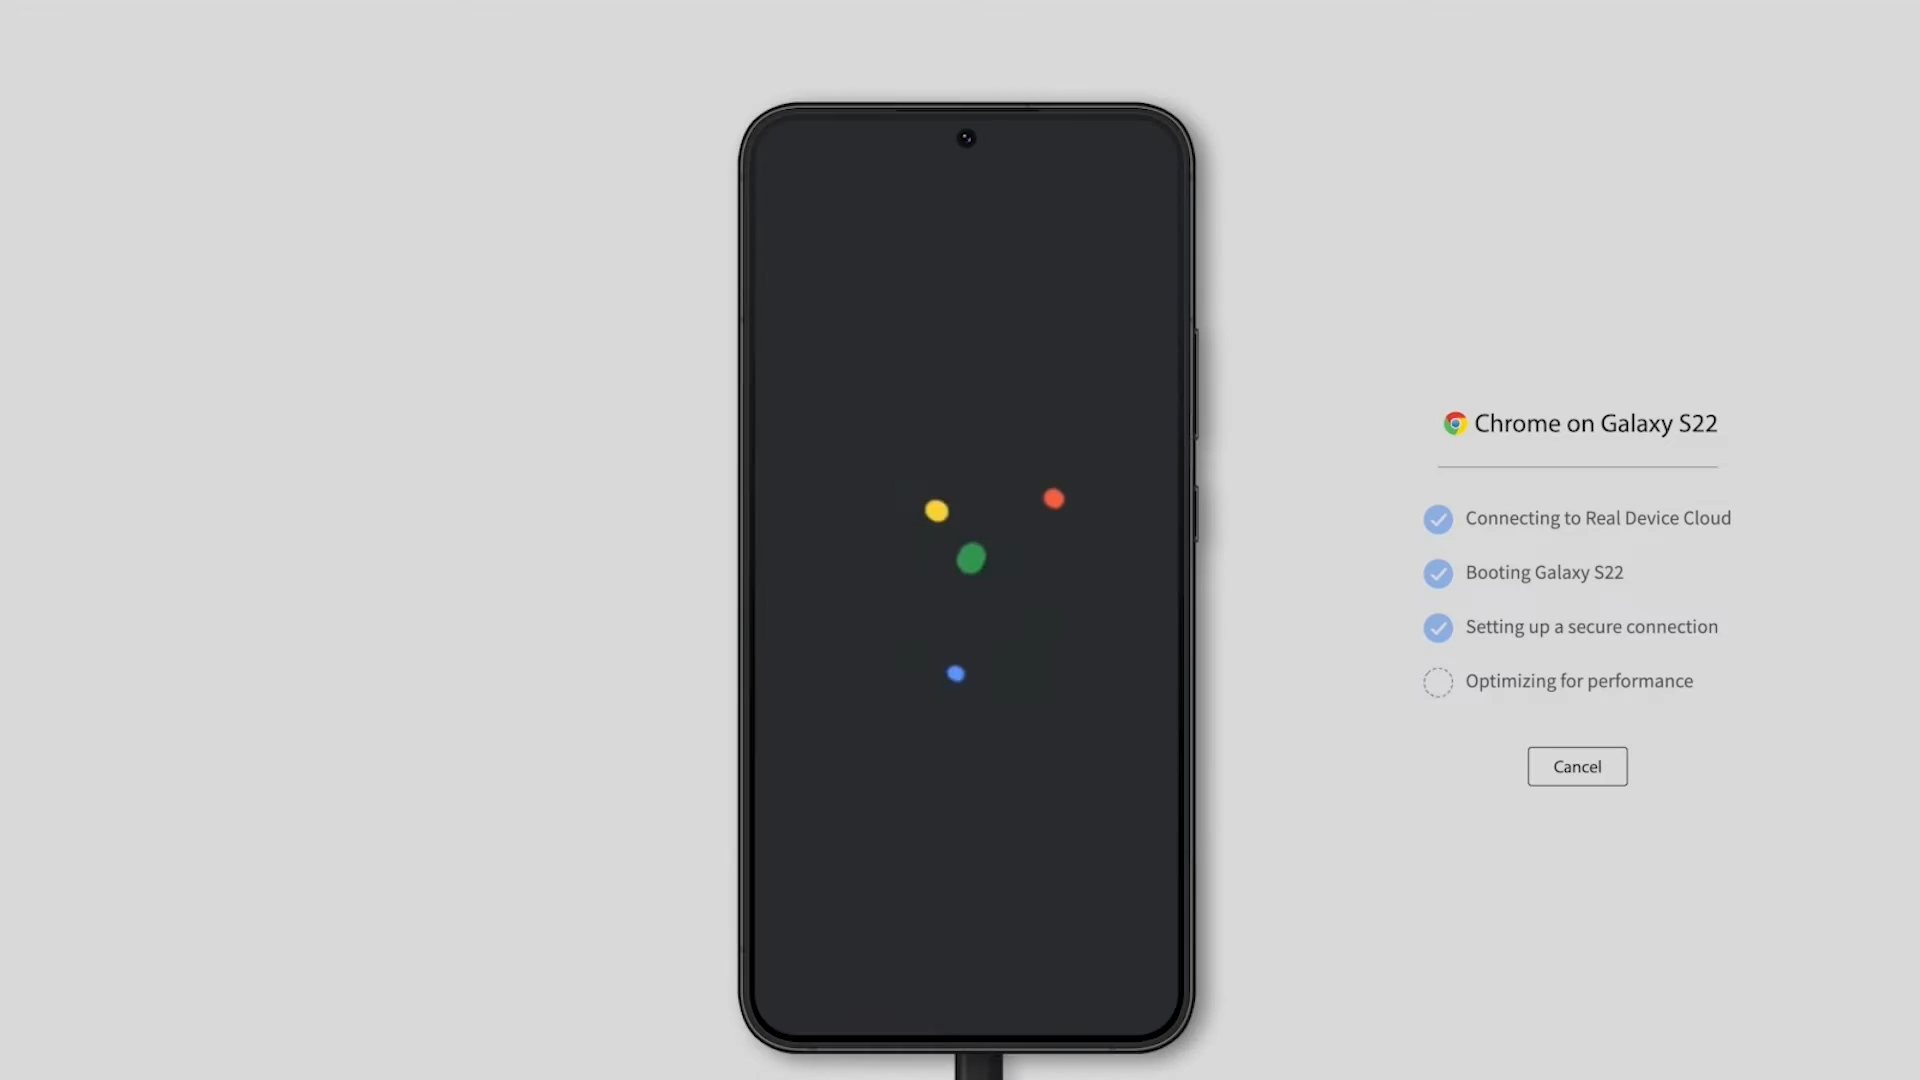 Chrome on Galaxy S22
Connecting to Real Device Cloud
Booting Galaxy S22
Setting up a secure connection
Optimizing for performance
Cancel